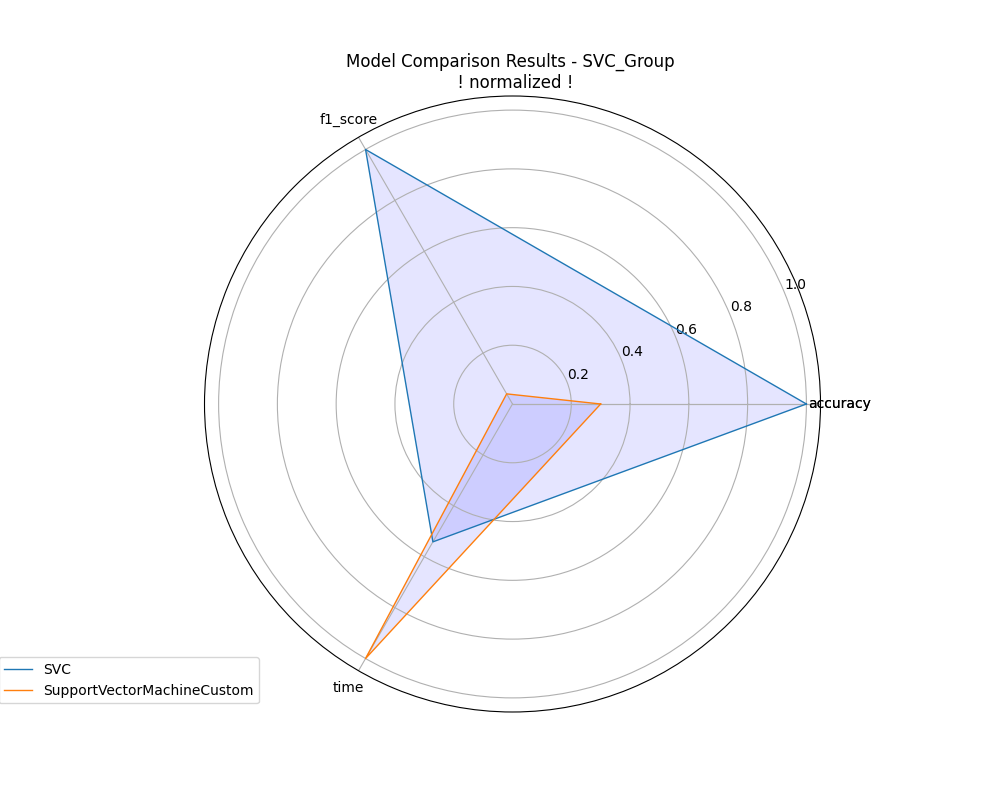 Model Comparison Results - SVC_Group
! normalized !
f1_score
1.0
0.8
0.6
0.4
0.2
accuracy
time
SVC
SupportVectorMachineCustom